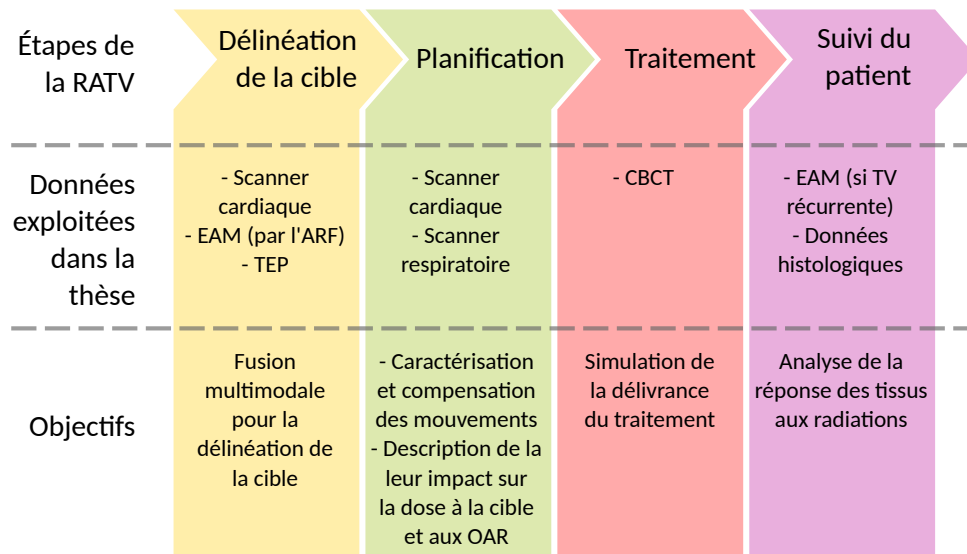 Étapes de
la RATV
Délinéation
de la cible
Planification
Traitement
Suivi du
patient
Données
exploitées
dans la
thèse
- Scanner
cardiaque
- EAM (par l'ARF)
- TEP
- Scanner
cardiaque
- Scanner
respiratoire
- CBCT
- EAM (si TV
récurrente)
- Données
histologiques
Objectifs
Fusion
multimodale
pour la
délinéation de
la cible
- Caractérisation
et compensation
des mouvements
- Description de la
leur impact sur
la dose à la cible
et aux OAR
Simulation de
la délivrance
du traitement
Analyse de la
réponse des tissus
aux radiations